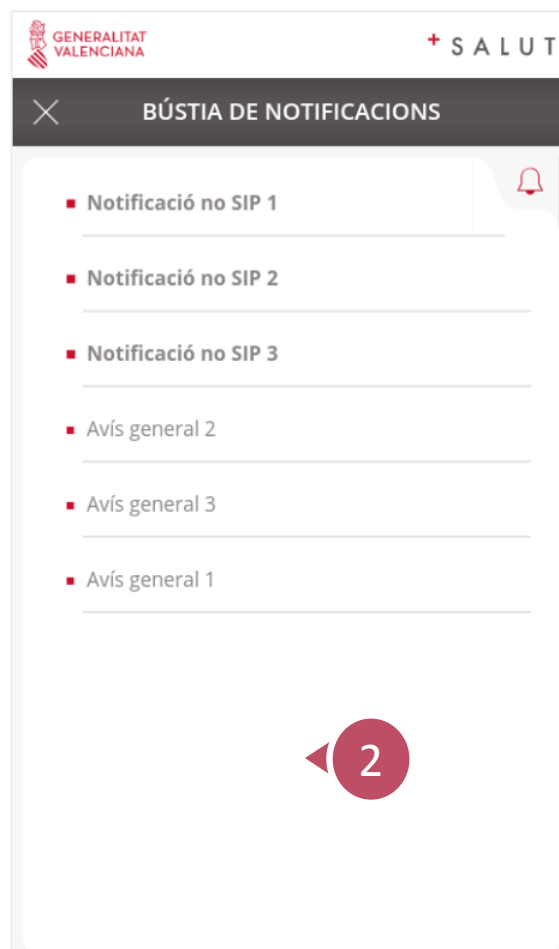 GENERALITAT
VALENCIANA
+ SALUT
BÚSTIA DE NOTIFICACIONS
Notificació no SIP 1
Notificació no SIP 2
Notificació no SIP 3
Avís general 2
Avís general 3
Avís general 1
2